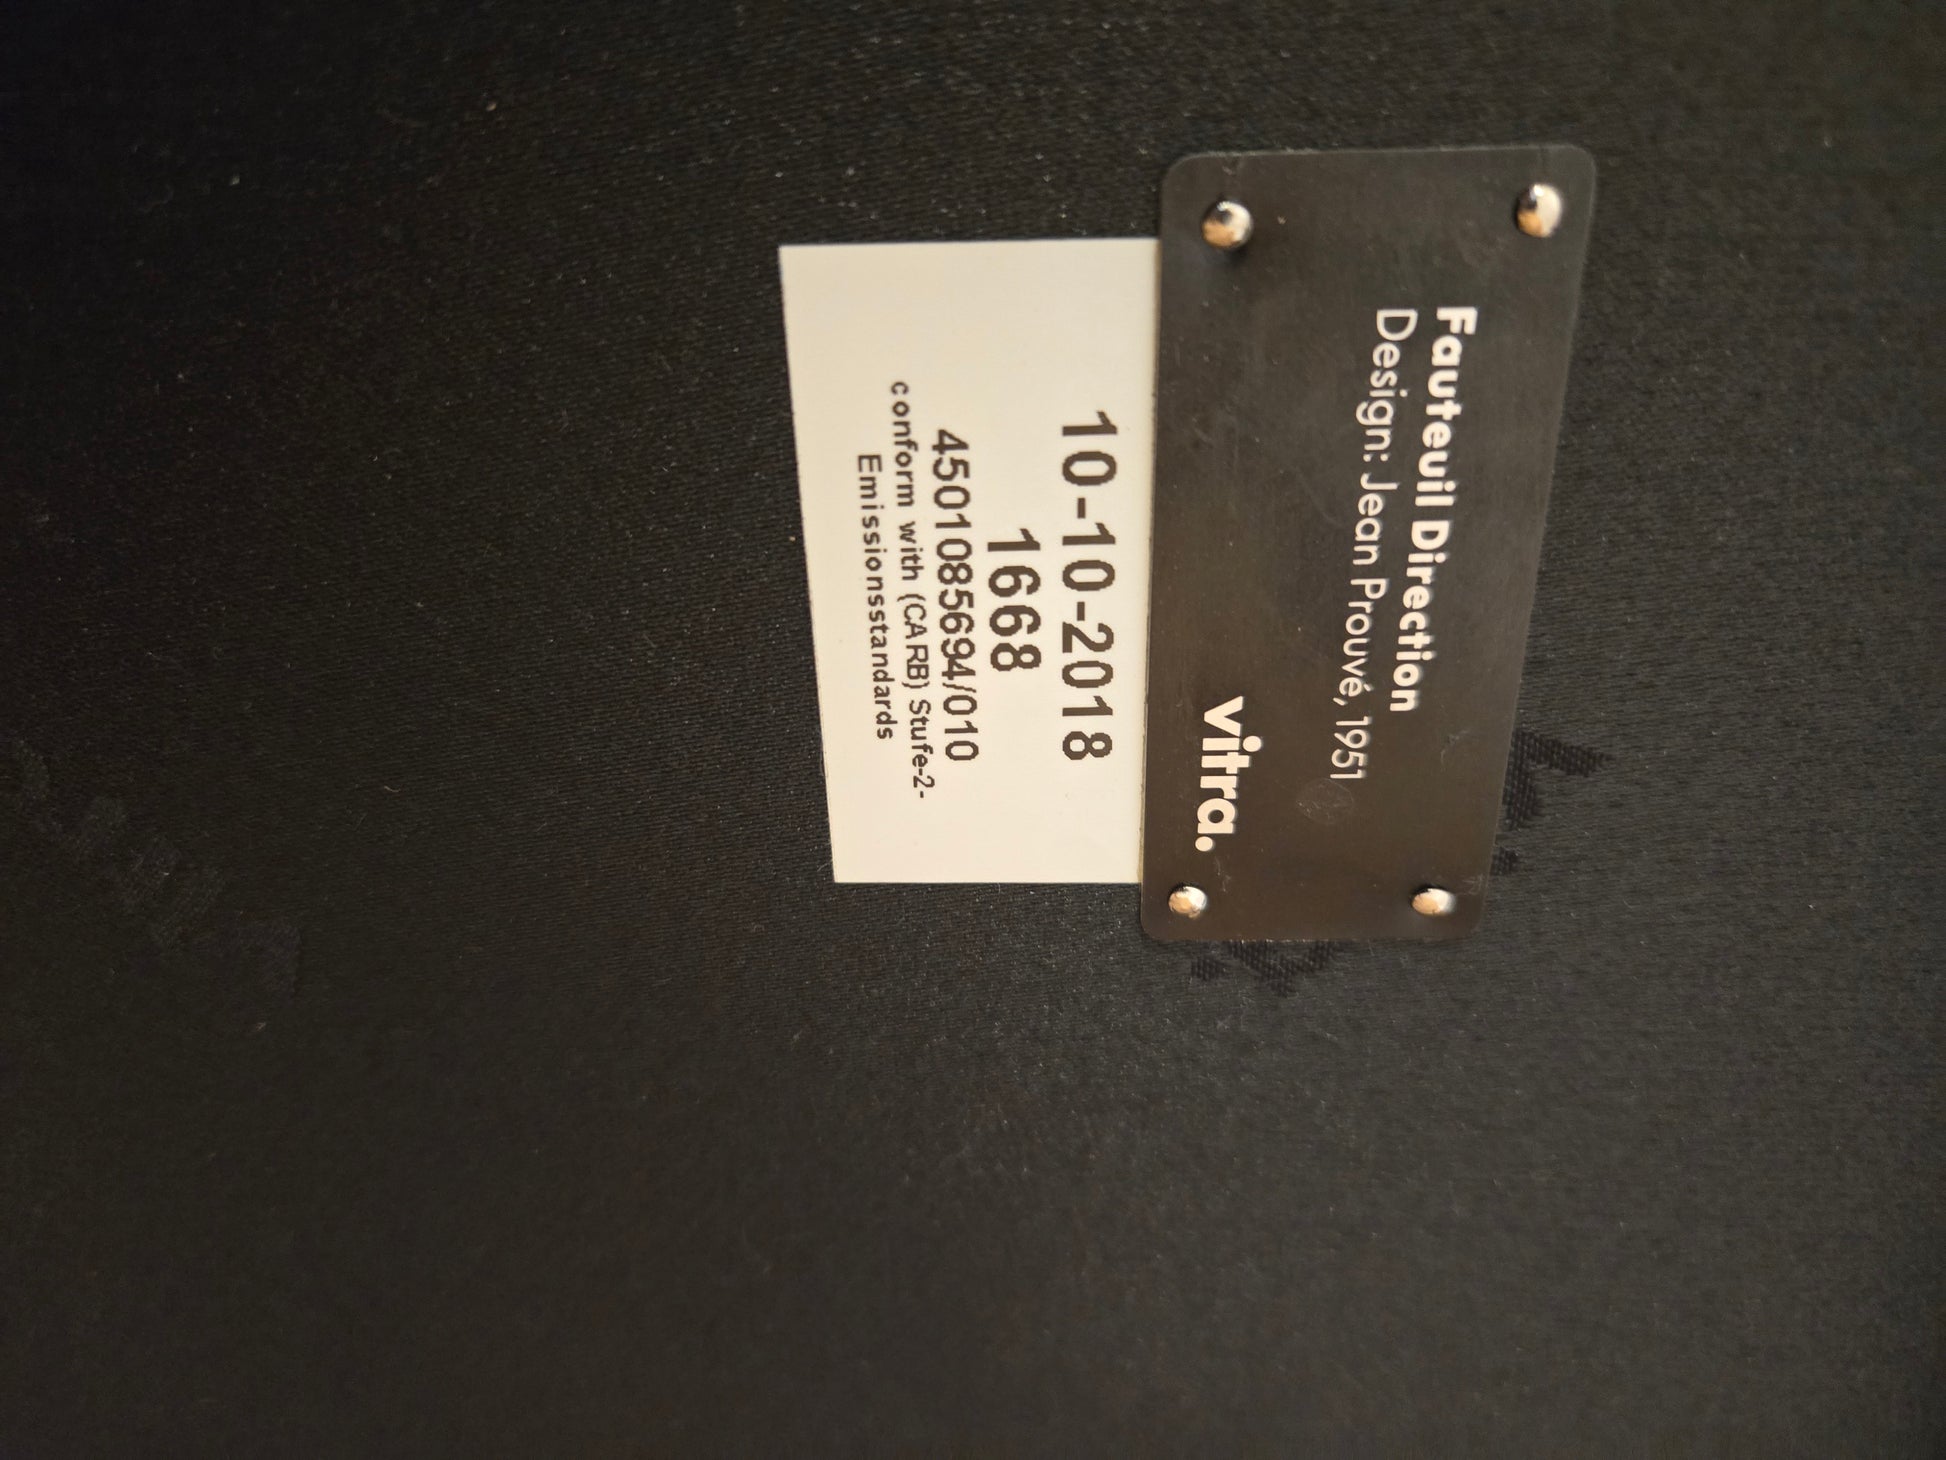 Fauteuil Direction
Design: Jean Prouvé, 1951
vitra.
10-10-2018
1668
4501085694/010
conform with (CARB) Stufe-2-
Emissionsstandards